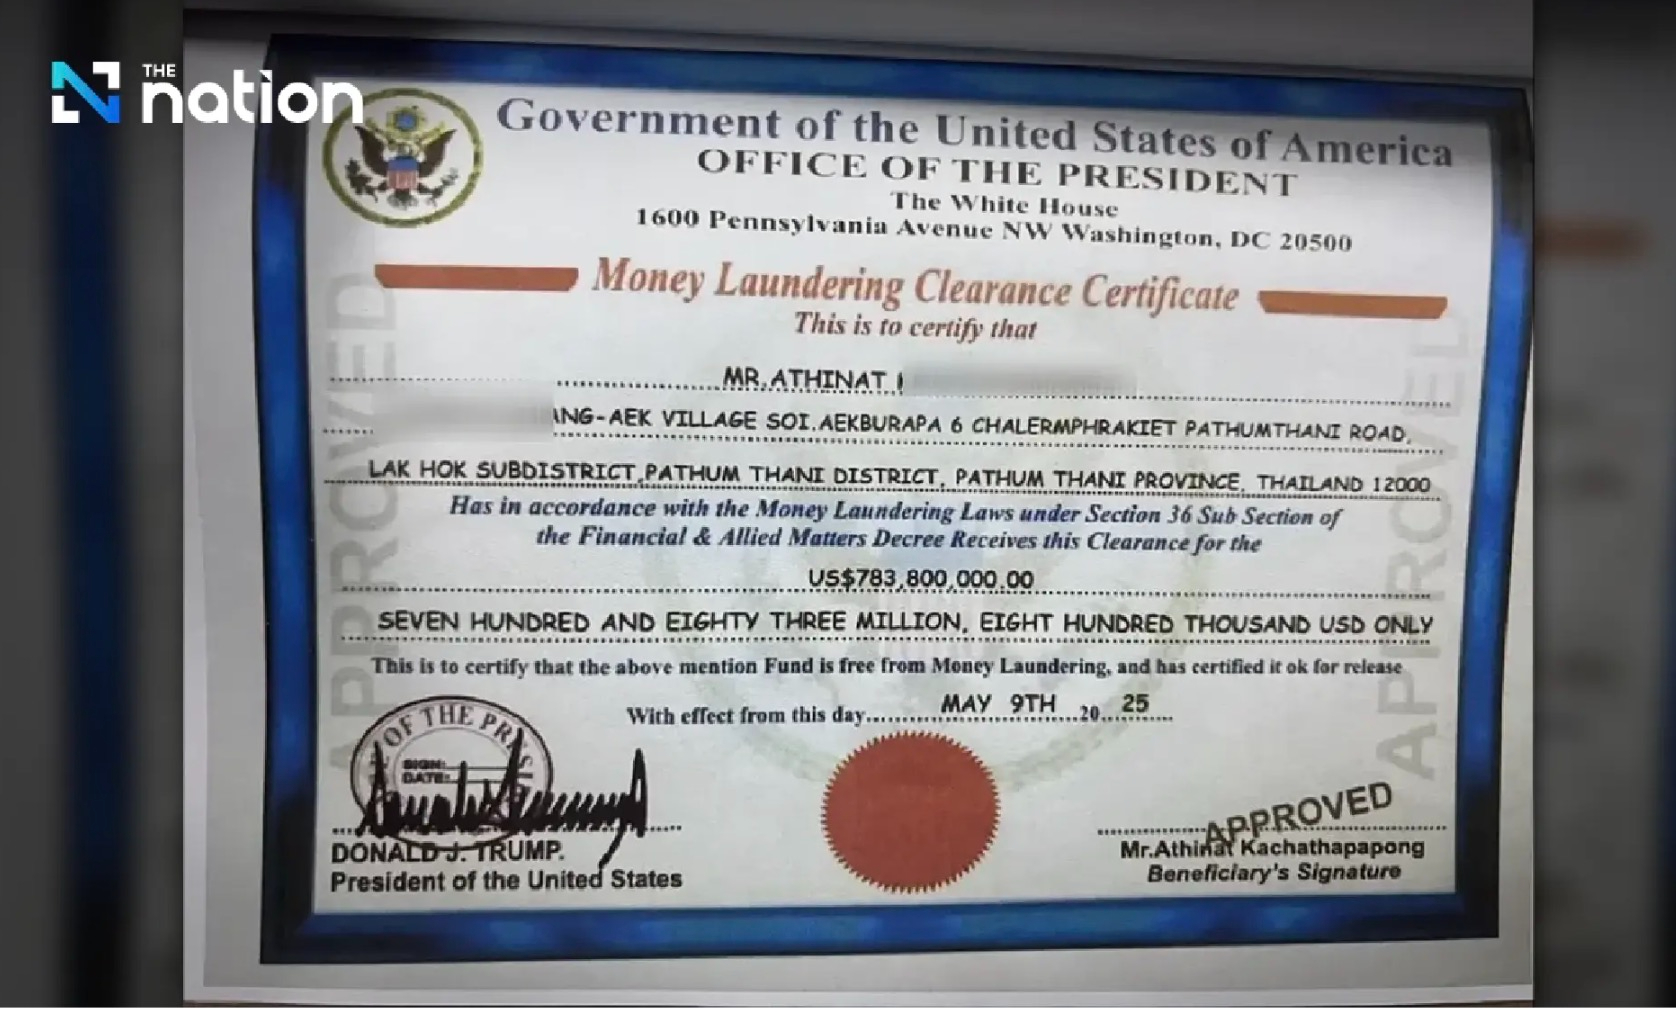 THE
nation
Government of the United States of America
OFFICE OF THE PRESIDENT
The White House
1600 Pennsylvania Avenue NW Washington, DC 20500
Money Laundering Clearance Certificate
This is to certify that
MR.ATHINAT
ANG-AEK VILLAGE SOI.AEKBURAPA 6 CHALERMPHRAKIET PATHUMTHANI ROAD,
LAK HOK SUBDISTRICT,PATHUM THANI DISTRICT, PATHUM THANI PROVINCE, THAILAND 12000
Has in accordance with the Money Laundering Laws under Section 36 Sub Section of
the Financial & Allied Matters Decree Receives this Clearance for the
US$783,800,000.00
SEVEN HUNDRED AND EIGHTY THREE MILLION, EIGHT HUNDRED THOUSAND USD ONLY
This is to certify that the above mention Fund is free from Money Laundering, and has certified it ok for release
With effect from this day..........MAY 9TH...20...25......
APPROVED
APPROVED
OF THE PRESI
SIGN:
DATE:
DONALD J. TRUMP.
President of the United States
APPROVED
Mr.Athinat Kachathapapong
Beneficiary's Signature